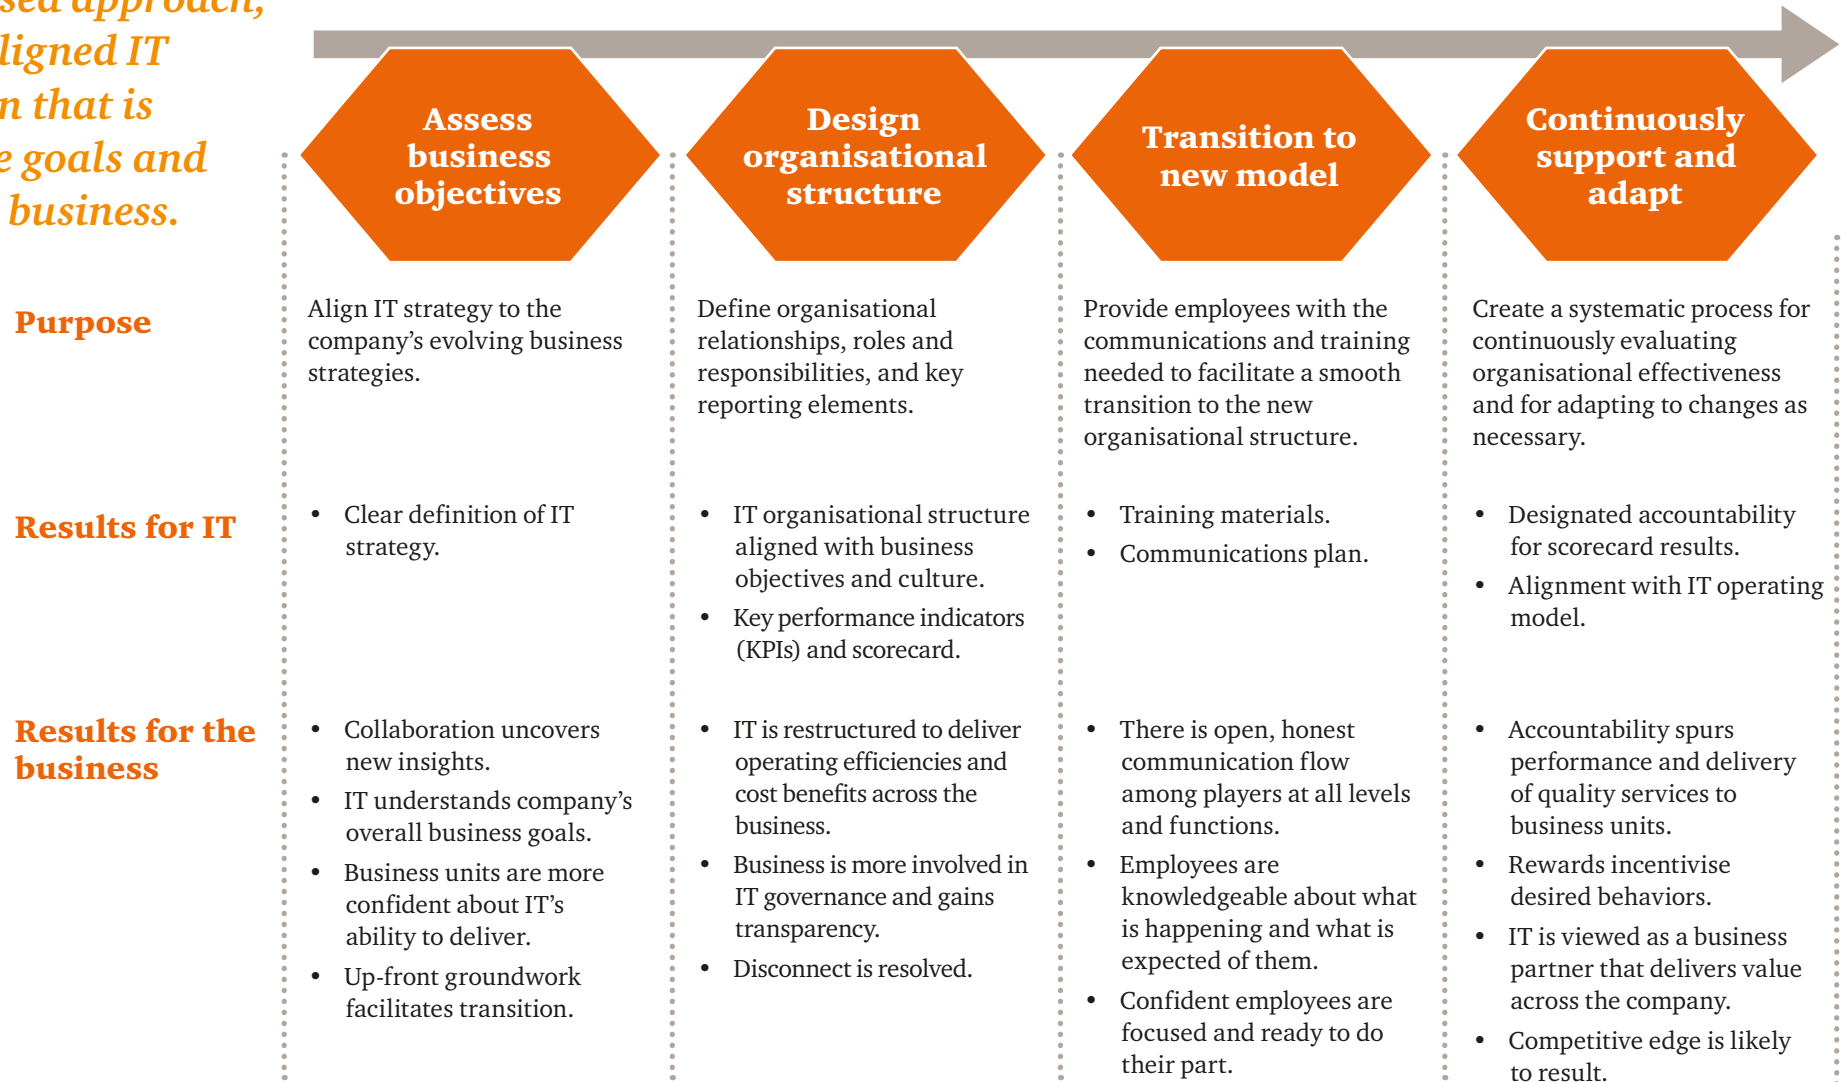 sed approach,
ligned IT
n that is
e goals and
business.
Assess
business
objectives
Design
organisational
structure
Transition to
new model
Continuously
support and
adapt
Purpose
Align IT strategy to the
company’s evolving business
strategies.
Define organisational
relationships, roles and
responsibilities, and key
reporting elements.
Provide employees with the
communications and training
needed to facilitate a smooth
transition to the new
organisational structure.
Create a systematic process for
continuously evaluating
organisational effectiveness
and for adapting to changes as
necessary.
Results for IT
• Clear definition of IT
strategy.
• IT organisational structure
aligned with business
objectives and culture.
• Key performance indicators
(KPIs) and scorecard.
• Training materials.
• Communications plan.
• Designated accountability
for scorecard results.
• Alignment with IT operating
model.
Results for the
business
• Collaboration uncovers
new insights.
• IT understands company’s
overall business goals.
• Business units are more
confident about IT’s
ability to deliver.
• Up-front groundwork
facilitates transition.
• IT is restructured to deliver
operating efficiencies and
cost benefits across the
business.
• Business is more involved in
IT governance and gains
transparency.
• Disconnect is resolved.
• There is open, honest
communication flow
among players at all levels
and functions.
• Employees are
knowledgeable about what
is happening and what is
expected of them.
• Confident employees are
focused and ready to do
their part.
• Accountability spurs
performance and delivery
of quality services to
business units.
• Rewards incentivise
desired behaviors.
• IT is viewed as a business
partner that delivers value
across the company.
• Competitive edge is likely
to result.